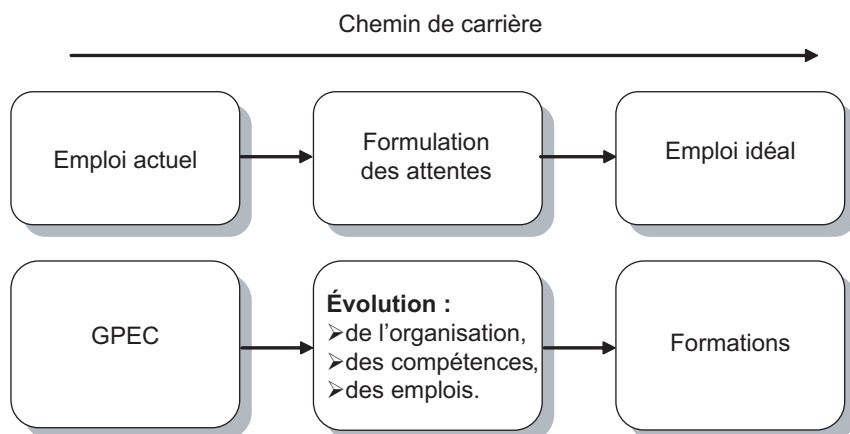 Chemin de carrière
Emploi actuel
Formulation
des attentes
Emploi idéal
GPEC
Évolution :
➢de l'organisation,
➢des compétences,
➢des emplois.
Formations